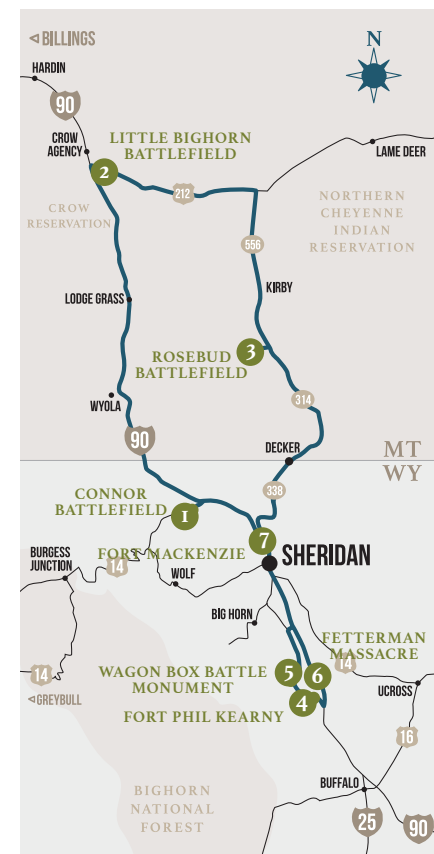 ◁BILLINGS
N
HARDIN
90
LITTLE BIGHORN
BATTLEFIELD
CROW
AGENCY
LAME DEER
2
212
NORTHERN
CHEYENNE
INDIAN
RESERVATION
CROW
RESERVATION
556
KIRBY
LODGE GRASS
ROSEBUD
BATTLEFIELD
3
314
WYOLA
90
DECKER
MT
WY
338
CONNOR
BATTLEFIELD
1
7
FORT MACKENZIE
SHERIDAN
BURGESS
JUNCTION
14
WOLF
BIG HORN
FETTERMAN
MASSACRE
14
WAGON BOX BATTLE
MONUMENT
5
6
14
UCROSS
◁GREYBULL
4
FORT PHIL KEARNY
16
BUFFALO
BIGHORN
NATIONAL
FOREST
25
90